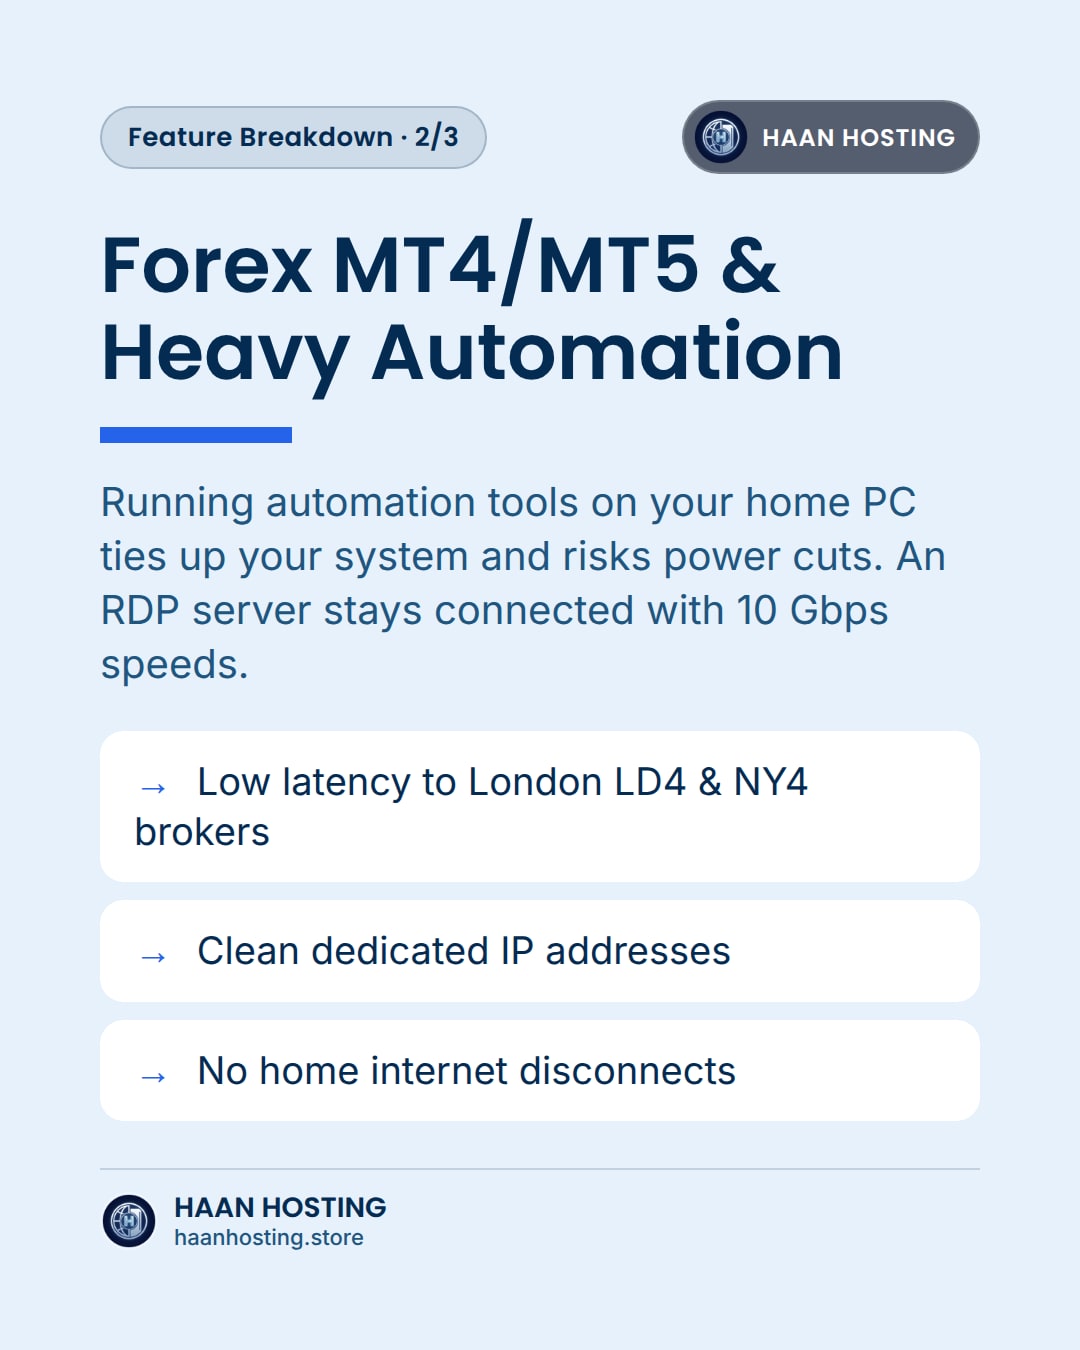 Feature Breakdown · 2/3
HAAN HOSTING
Forex MT4/MT5 &
Heavy Automation
Running automation tools on your home PC
ties up your system and risks power cuts. An
RDP server stays connected with 10 Gbps
speeds.
→ Low latency to London LD4 & NY4
brokers
→ Clean dedicated IP addresses
→ No home internet disconnects
HAAN HOSTING
haanhosting.store